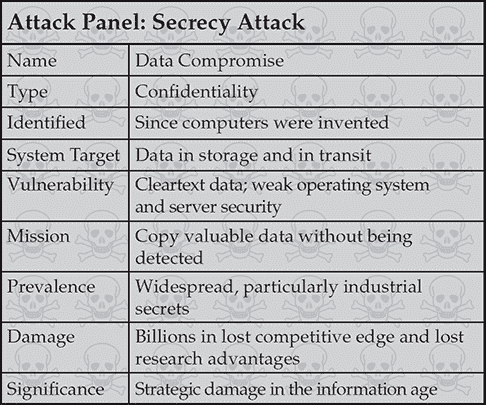 Attack Panel: Secrecy Attack
Name Data Compromise
Type Confidentiality
Identified Since computers were invented
System Target Data in storage and in transit
Vulnerability Cleartext data; weak operating system
and server security
Mission Copy valuable data without being
detected
Prevalence Widespread, particularly industrial
secrets
Damage Billions in lost competitive edge and lost
research advantages
Significance Strategic damage in the information age